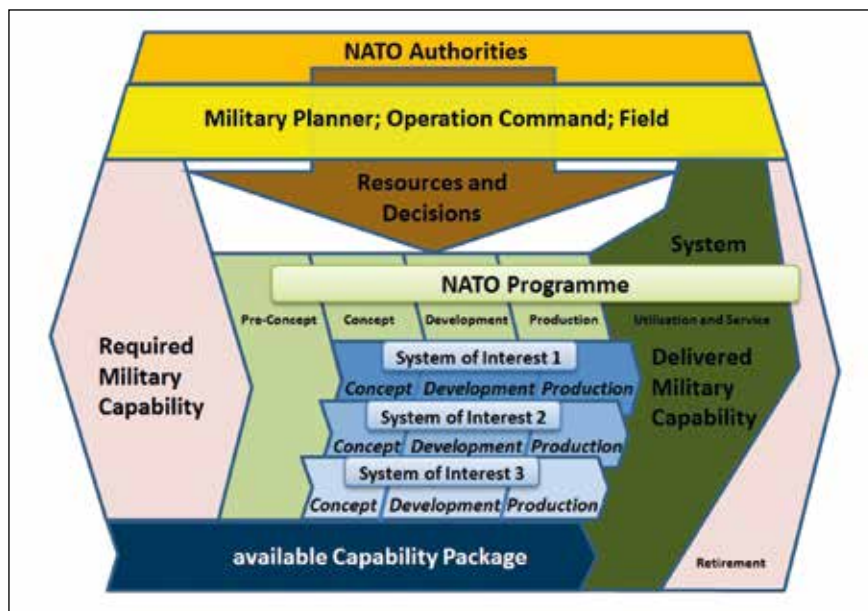 NATO Authorities
Military Planner; Operation Command; Field
Resources and
Decisions
System
NATO Programme
Pre-Concept
Concept
Development
Production
Utilisation and Service
Required
Military
Capability
System of Interest 1
Concept Development Production
System of Interest 2
Concept Development Production
System of Interest 3
Concept Development Production
Delivered
Military
Capability
available Capability Package
Retirement